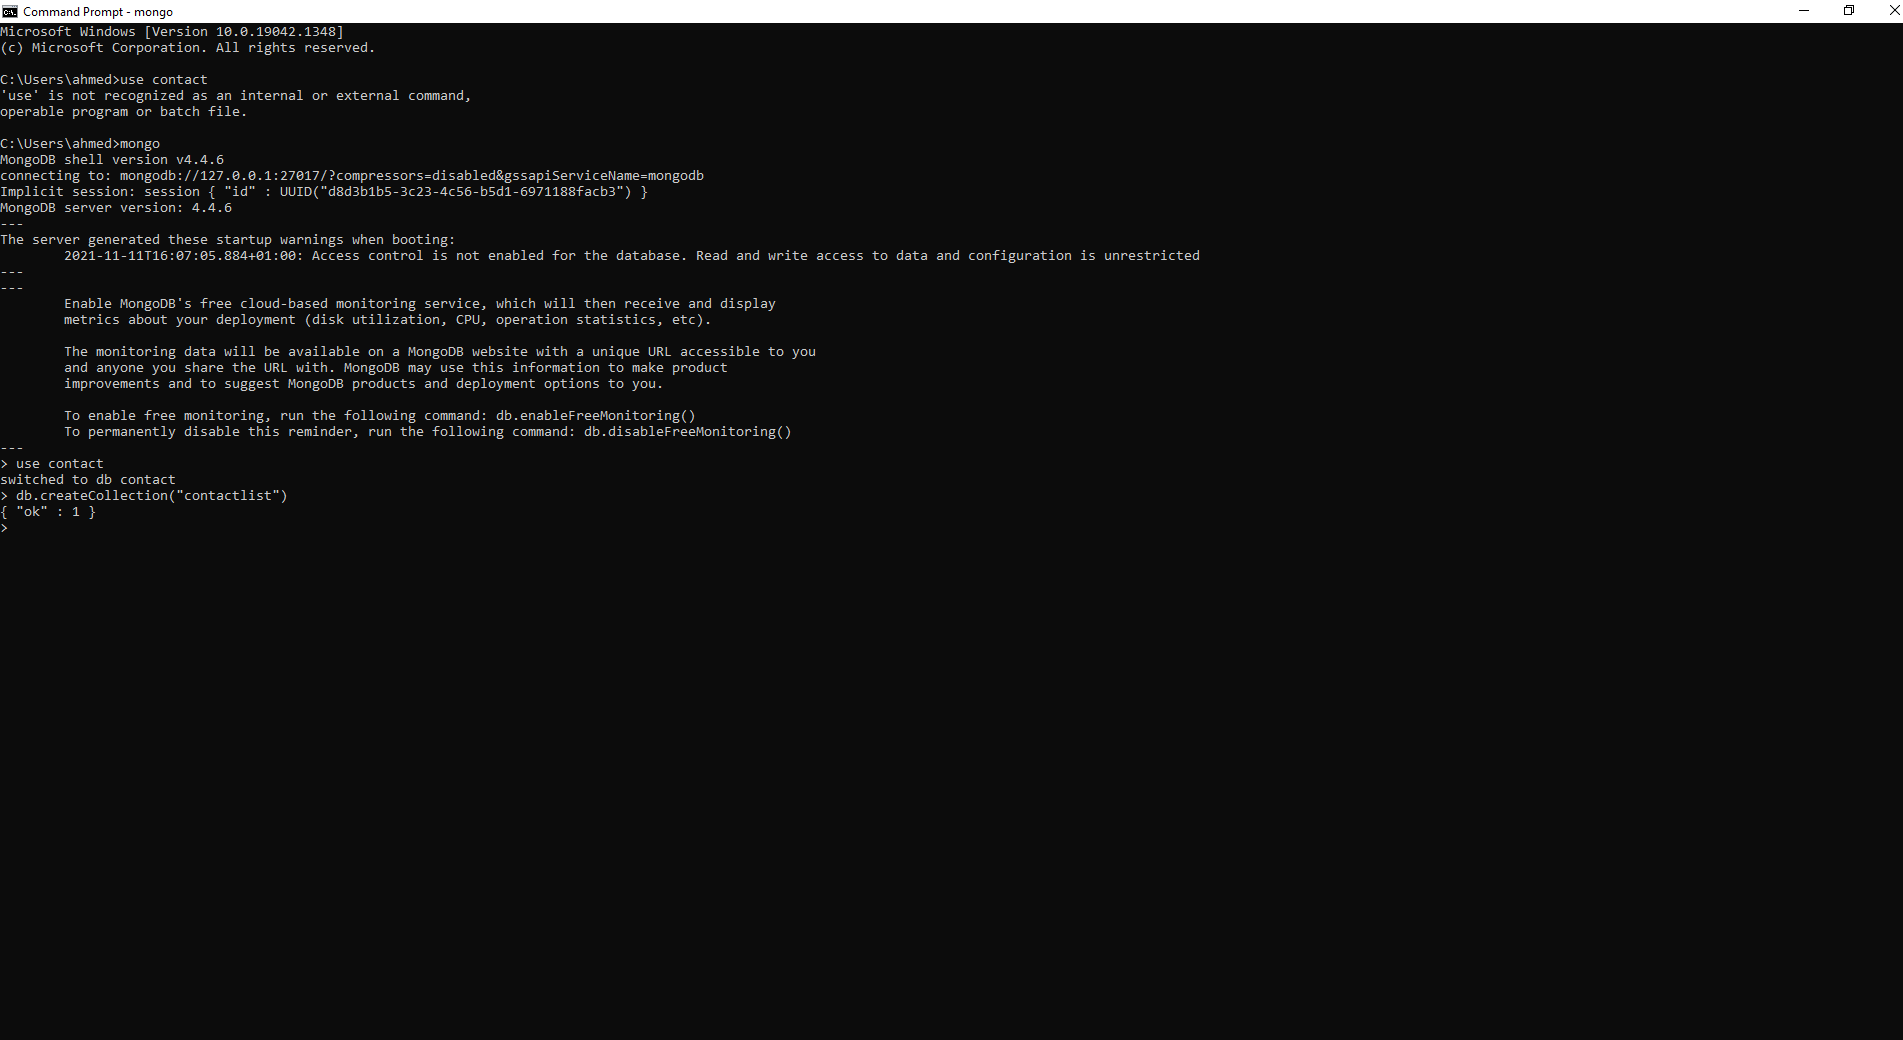 Command Prompt - mongo
Microsoft Windows [Version 10.0.19042.1348]
(c) Microsoft Corporation. All rights reserved.
C:\Users\ahmed>use contact
'use' is not recognized as an internal or external command,
operable program or batch file.
C:\Users\ahmed>mongo
MongoDB shell version v4.4.6
connecting to: mongodb://127.0.0.1:27017/?compressors=disabled&gssapiServiceName=mongodb
Implicit session: session { "id" : UUID("d8d3b1b5-3c23-4c56-b5d1-6971188facb3") }
MongoDB server version: 4.4.6
---
The server generated these startup warnings when booting:
2021-11-11T16:07:05.884+01:00: Access control is not enabled for the database. Read and write access to data and configuration is unrestricted
---
---
Enable MongoDB's free cloud-based monitoring service, which will then receive and display
metrics about your deployment (disk utilization, CPU, operation statistics, etc).
The monitoring data will be available on a MongoDB website with a unique URL accessible to you
and anyone you share the URL with. MongoDB may use this information to make product
improvements and to suggest MongoDB products and deployment options to you.
To enable free monitoring, run the following command: db.enableFreeMonitoring()
To permanently disable this reminder, run the following command: db.disableFreeMonitoring()
---
> use contact
switched to db contact
> db.createCollection("contactlist")
{ "ok" : 1 }
>